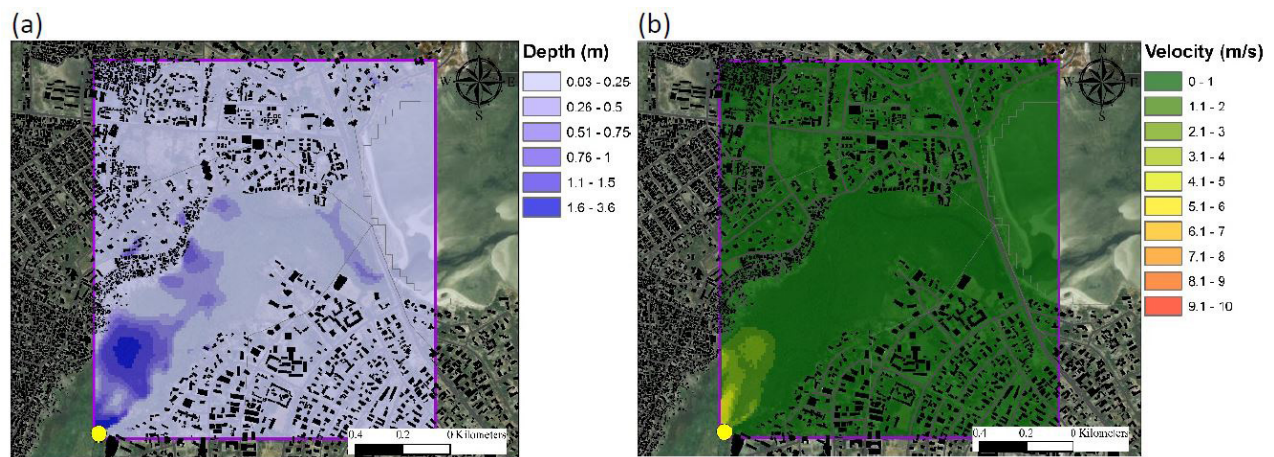 (a)
Depth (m)
0.03 - 0.25
0.26 - 0.5
0.51 - 0.75
0.76 - 1
1.1 - 1.5
1.6 - 3.6
N
W
E
S
0.4
0.2
0 Kilometers
(b)
Velocity (m/s)
0 - 1
1.1 - 2
2.1 - 3
3.1 - 4
4.1 - 5
5.1 - 6
6.1 - 7
7.1 - 8
8.1 - 9
9.1 - 10
N
W
E
S
0.4
0.2
0 Kilometers